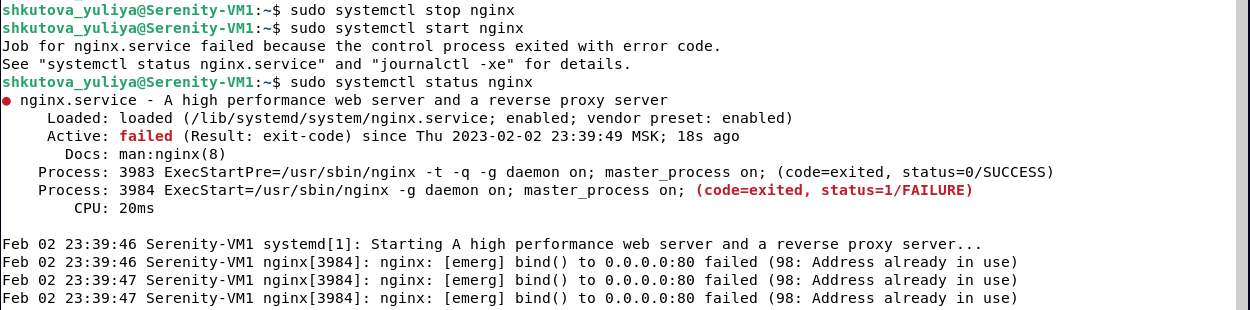 shkutova_yuliya@Serenity-VM1:~$ sudo systemctl stop nginx
shkutova_yuliya@Serenity-VM1:~$ sudo systemctl start nginx
Job for nginx.service failed because the control process exited with error code.
See "systemctl status nginx.service" and "journalctl -xe" for details.
shkutova_yuliya@Serenity-VM1:~$ sudo systemctl status nginx
● nginx.service - A high performance web server and a reverse proxy server
     Loaded: loaded (/lib/systemd/system/nginx.service; enabled; vendor preset: enabled)
     Active: failed (Result: exit-code) since Thu 2023-02-02 23:39:49 MSK; 18s ago
       Docs: man:nginx(8)
    Process: 3983 ExecStartPre=/usr/sbin/nginx -t -q -g daemon on; master_process on; (code=exited, status=0/SUCCESS)
    Process: 3984 ExecStart=/usr/sbin/nginx -g daemon on; master_process on; (code=exited, status=1/FAILURE)
        CPU: 20ms

Feb 02 23:39:46 Serenity-VM1 systemd[1]: Starting A high performance web server and a reverse proxy server...
Feb 02 23:39:46 Serenity-VM1 nginx[3984]: nginx: [emerg] bind() to 0.0.0.0:80 failed (98: Address already in use)
Feb 02 23:39:47 Serenity-VM1 nginx[3984]: nginx: [emerg] bind() to 0.0.0.0:80 failed (98: Address already in use)
Feb 02 23:39:47 Serenity-VM1 nginx[3984]: nginx: [emerg] bind() to 0.0.0.0:80 failed (98: Address already in use)